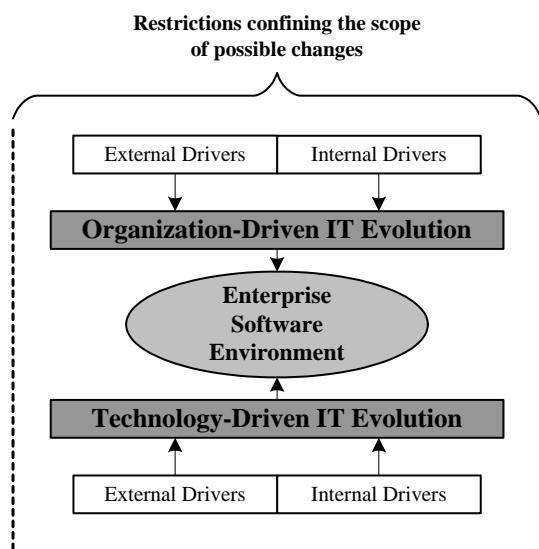 Restrictions confining the scope
of possible changes
External Drivers
Internal Drivers
Organization-Driven IT Evolution
Enterprise
Software
Environment
Technology-Driven IT Evolution
External Drivers
Internal Drivers